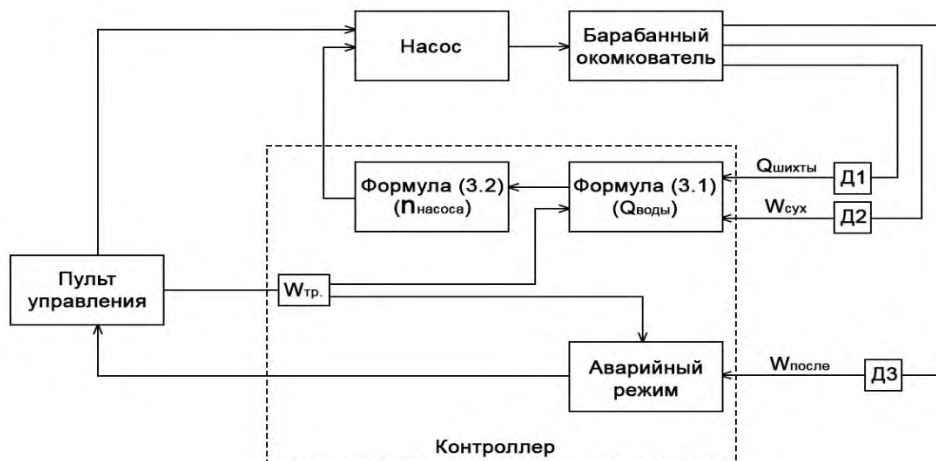 Насос
Барабанный
окомкователь
Формула (3.2)
(nнасоса)
Формула (3.1)
(Qводы)
Qшихты
Д1
Wсух
Д2
Пульт
управления
Wтр.
Аварийный
режим
Wпосле
Д3
Контроллер